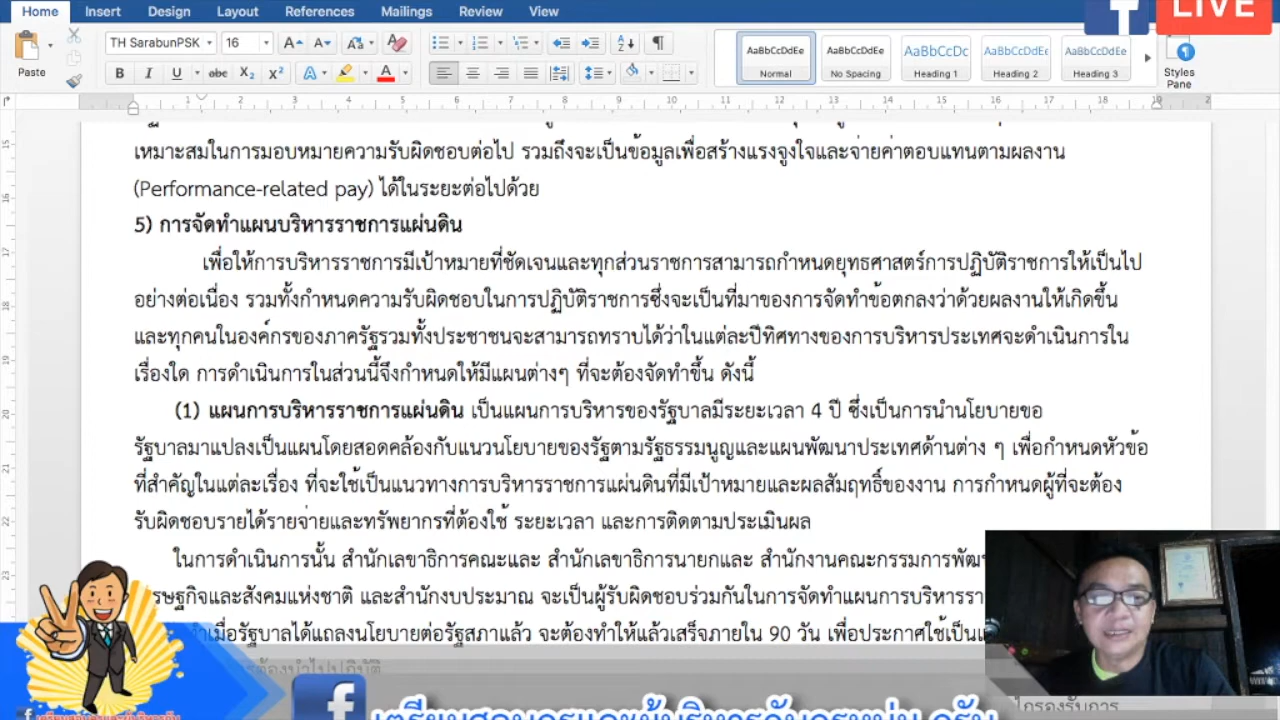 Home Insert Design Layout References Mailings Review View
LIVE
Paste
TH SarabunPSK 16
AaBbCcDdEe AaBbCcDdEe AaBbCcDc AaBbCcDdEe AaBbCcDdEe
Normal No Spacing Heading 1 Heading 2 Heading 3
Styles Pane
เหมาะสมในการมอบหมายความรับผิดชอบต่อไป รวมถึงจะเป็นข้อมูลเพื่อสร้างแรงจูงใจและจ่ายค่าตอบแทนตามผลงาน
(Performance-related pay) ได้ในระยะต่อไปด้วย
5) การจัดทำแผนบริหารราชการแผ่นดิน
เพื่อให้การบริหารราชการมีเป้าหมายที่ชัดเจนและทุกส่วนราชการสามารถกำหนดยุทธศาสตร์การปฏิบัติราชการให้เป็นไป
อย่างต่อเนื่อง รวมทั้งกำหนดความรับผิดชอบในการปฏิบัติราชการซึ่งจะเป็นที่มาของการจัดทำข้อตกลงว่าด้วยผลงานให้เกิดขึ้น
และทุกคนในองค์กรของภาครัฐรวมทั้งประชาชนจะสามารถทราบได้ว่าในแต่ละปีทิศทางของการบริหารประเทศจะดำเนินการใน
เรื่องใด การดำเนินการในส่วนนี้จึงกำหนดให้มีแผนต่างๆ ที่จะต้องจัดทำขึ้น ดังนี้
(1) แผนการบริหารราชการแผ่นดิน เป็นแผนการบริหารของรัฐบาลมีระยะเวลา 4 ปี ซึ่งเป็นการนำนโยบายขอ
รัฐบาลมาแปลงเป็นแผนโดยสอดคล้องกับแนวนโยบายของรัฐตามรัฐธรรมนูญและแผนพัฒนาประเทศด้านต่าง ๆ เพื่อกำหนดหัวข้อ
ที่สำคัญในแต่ละเรื่อง ที่จะใช้เป็นแนวทางการบริหารราชการแผ่นดินที่มีเป้าหมายและผลสัมฤทธิ์ของงาน การกำหนดผู้ที่จะต้อง
รับผิดชอบรายได้รายจ่ายและทรัพยากรที่ต้องใช้ ระยะเวลา และการติดตามประเมินผล
ในการดำเนินการนั้น สำนักเลขาธิการคณะและ สำนักเลขาธิการนายกและ สำนักงานคณะกรรมการพัฒ
รษฐกิจและสังคมแห่งชาติ และสำนักงบประมาณ จะเป็นผู้รับผิดชอบร่วมกันในการจัดทำแผนการบริหารรา
เมื่อรัฐบาลได้แถลงนโยบายต่อรัฐสภาแล้ว จะต้องทำให้แล้วเสร็จภายใน 90 วัน เพื่อประกาศใช้เป็น
ต้องนำไปปฏิบัติ